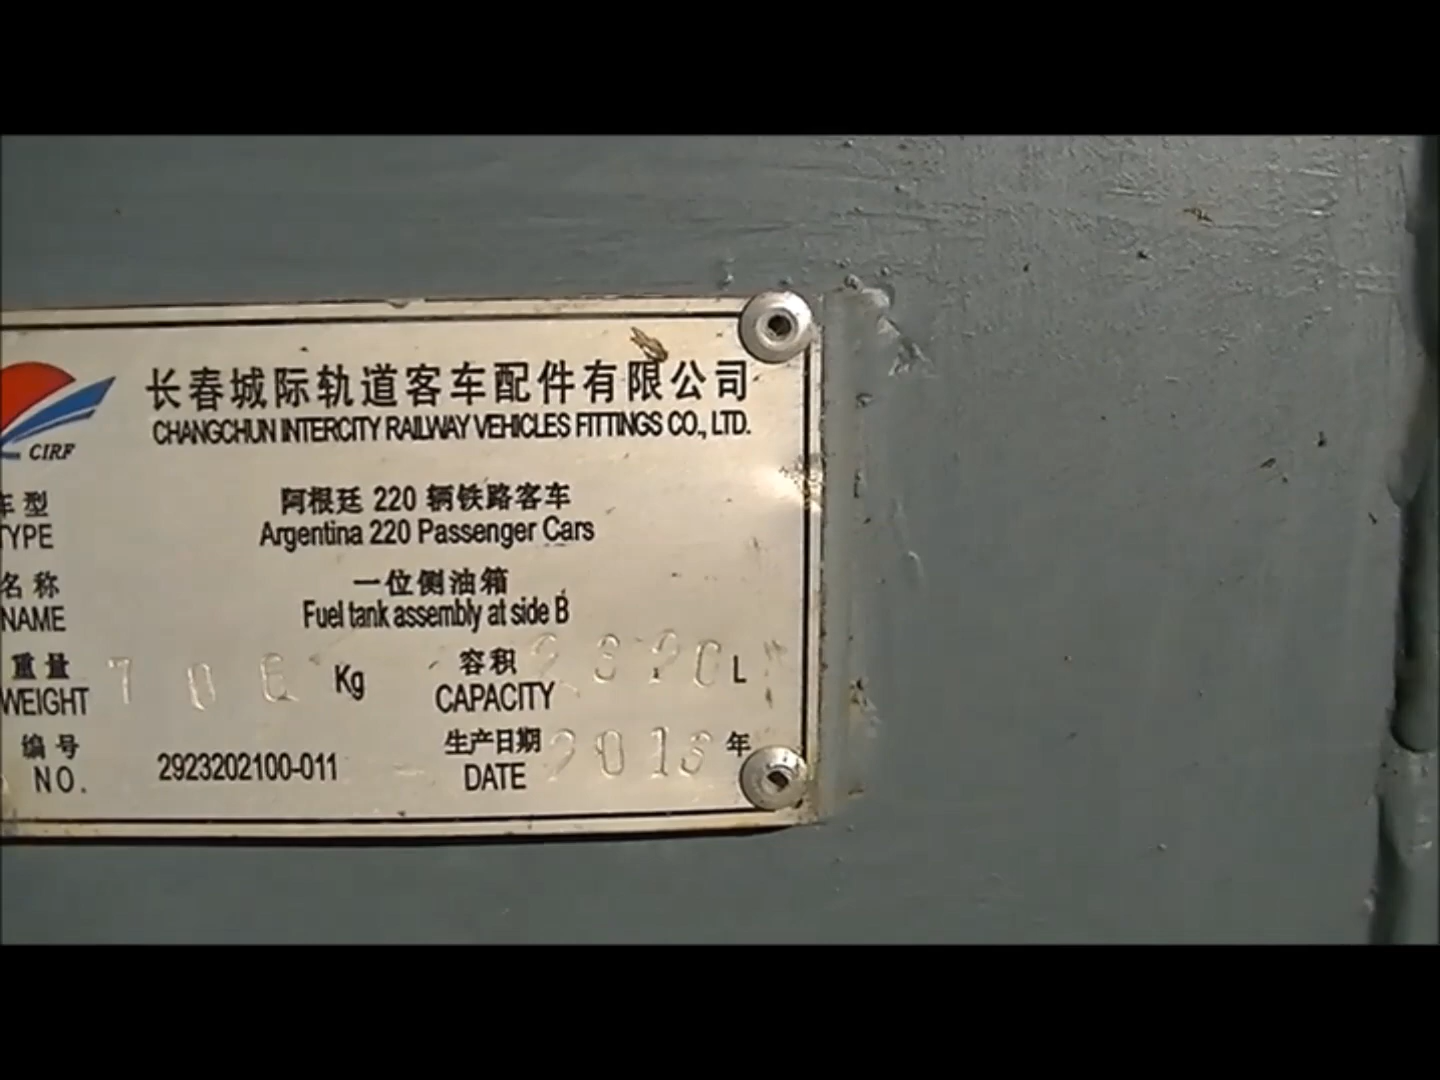 长春城际轨道客车配件有限公司
CHANGCHUN INTERCITY RAILWAY VEHICLES FITTINGS CO., LTD.
CIRF
车型 阿根廷 220 辆铁路客车
TYPE Argentina 220 Passenger Cars
名称 一位侧油箱
NAME Fuel tank assembly at side B
重量 容积
WEIGHT Kg CAPACITY L
编号 生产日期 年
NO. 2923202100-011 DATE